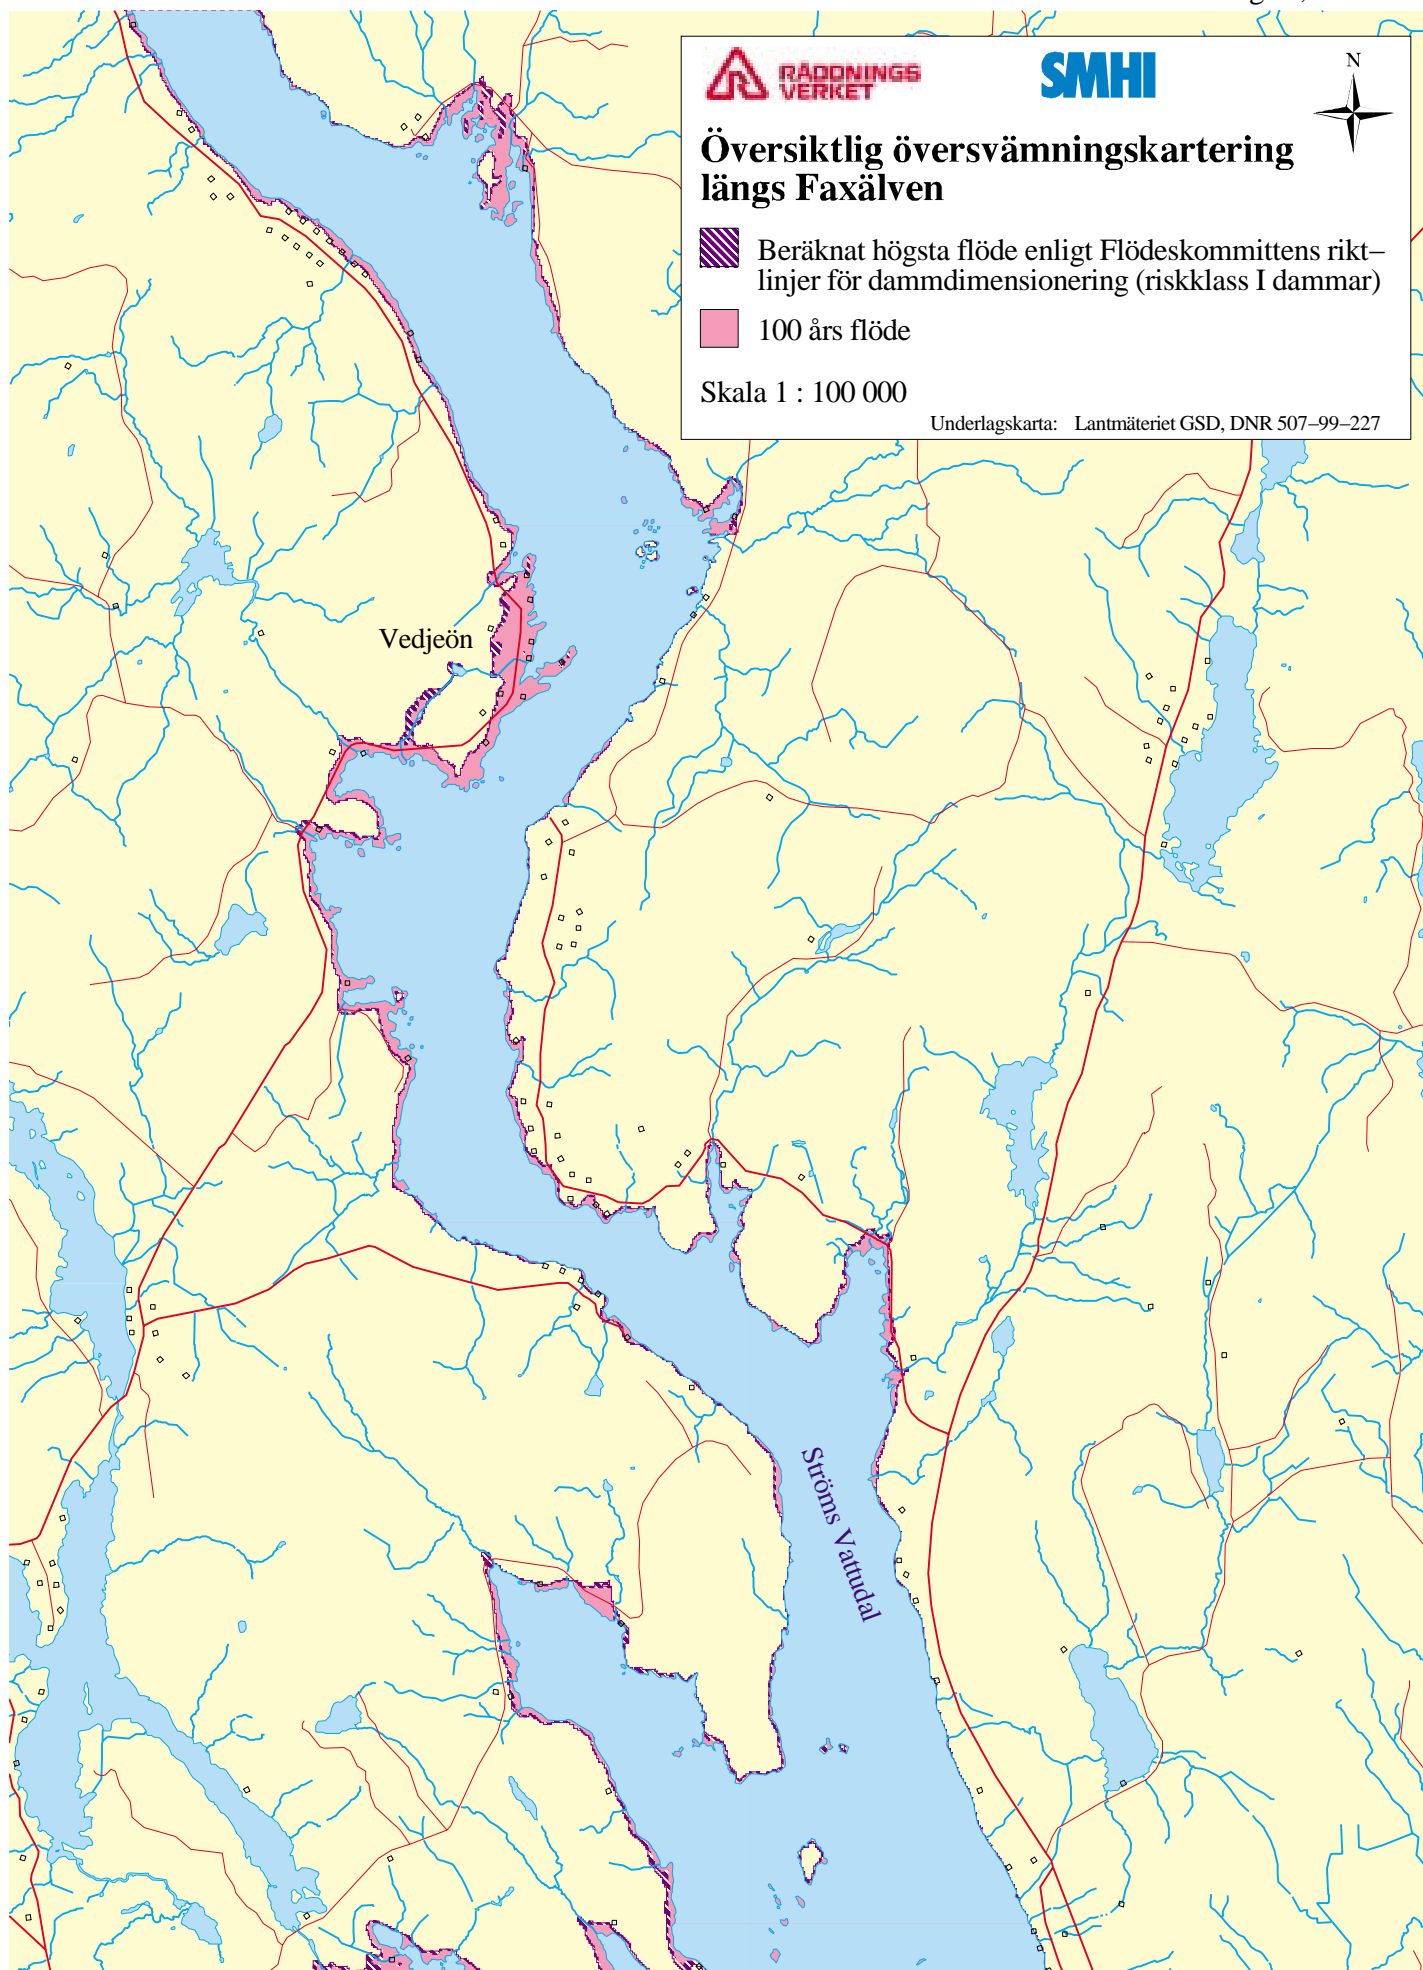 RÄDDNINGS
VERKET
SMHI
N
Översiktlig översvämningskartering
längs Faxälven
Beräknat högsta flöde enligt Flödeskommittens rikt–
linjer för dammdimensionering (riskklass I dammar)
100 års flöde
Skala 1 : 100 000
Underlagskarta: Lantmäteriet GSD, DNR 507–99–227
Vedjeön
Ströms Vattudal